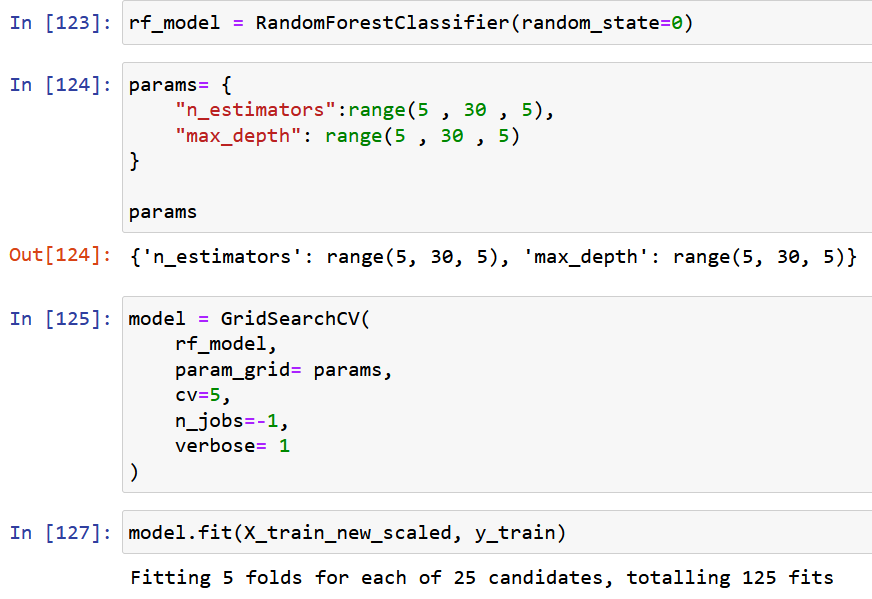 In [123]: rf_model = RandomForestClassifier(random_state=0)
In [124]: params= {
    "n_estimators":range(5 , 30 , 5),
    "max_depth": range(5 , 30 , 5)
}
params
Out[124]: {'n_estimators': range(5, 30, 5), 'max_depth': range(5, 30, 5)}
In [125]: model = GridSearchCV(
    rf_model,
    param_grid= params,
    cv=5,
    n_jobs=-1,
    verbose= 1
)
In [127]: model.fit(X_train_new_scaled, y_train)
Fitting 5 folds for each of 25 candidates, totalling 125 fits